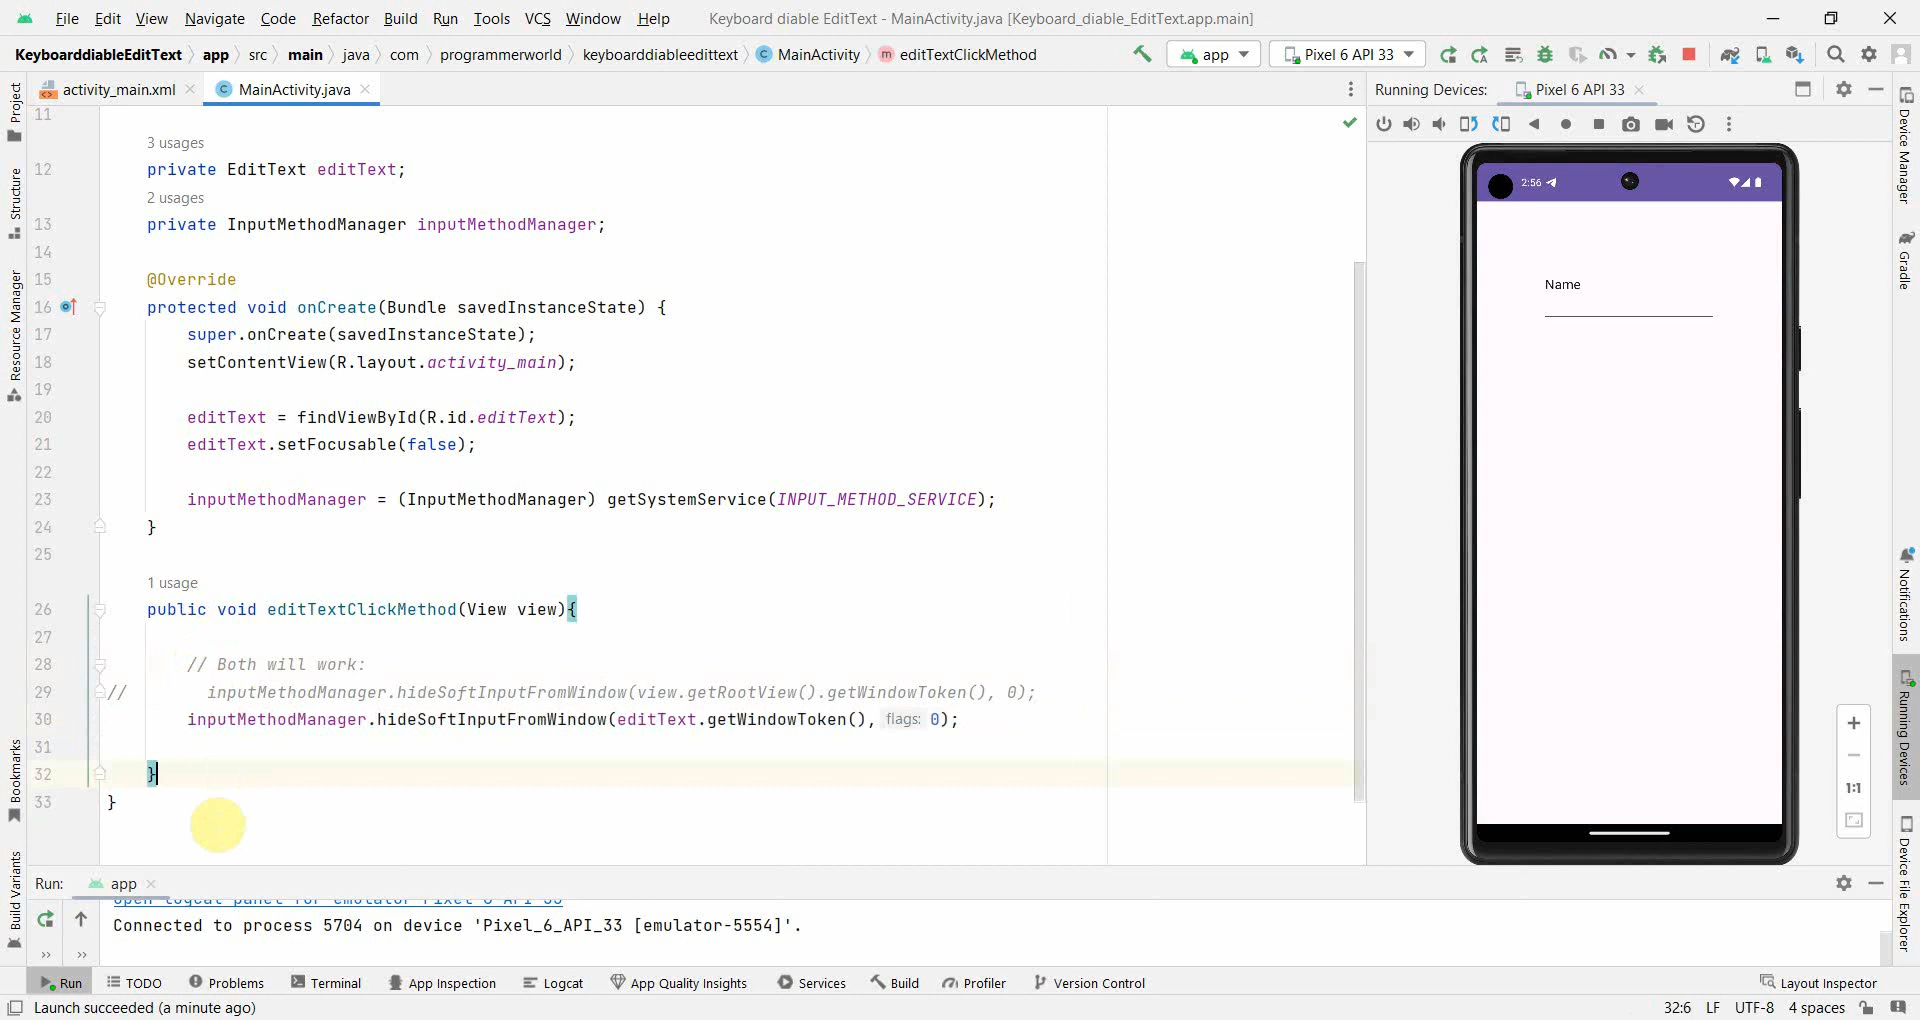 File Edit View Navigate Code Refactor Build Run Tools VCS Window Help Keyboard diable EditText - MainActivity.java [Keyboard_diable_EditText.app.main]
KeyboarddiableEditText app src main java com programmerworld keyboarddiableedittext C MainActivity m editTextClickMethod app Pixel 6 API 33
activity_main.xml C MainActivity.java Running Devices: Pixel 6 API 33
11
3 usages
12 private EditText editText;
2 usages
13 private InputMethodManager inputMethodManager;
14
15 @Override
16 protected void onCreate(Bundle savedInstanceState) {
17 super.onCreate(savedInstanceState);
18 setContentView(R.layout.activity_main);
19
20 editText = findViewById(R.id.editText);
21 editText.setFocusable(false);
22
23 inputMethodManager = (InputMethodManager) getSystemService(INPUT_METHOD_SERVICE);
24 }
25
1 usage
26 public void editTextClickMethod(View view){
27
28 // Both will work:
29 // inputMethodManager.hideSoftInputFromWindow(view.getRootView().getWindowToken(), 0);
30 inputMethodManager.hideSoftInputFromWindow(editText.getWindowToken(), flags: 0);
31
32 }
33 }
2:56
Name
1:1
Project
Structure
Resource Manager
Bookmarks
Build Variants
Device Manager
Gradle
Notifications
Running Devices
Device File Explorer
Run: app
Open logcat panel for emulator Pixel 6 API 33
Connected to process 5704 on device 'Pixel_6_API_33 [emulator-5554]'.
Run TODO Problems Terminal App Inspection Logcat App Quality Insights Services Build Profiler Version Control Layout Inspector
Launch succeeded (a minute ago) 32:6 LF UTF-8 4 spaces